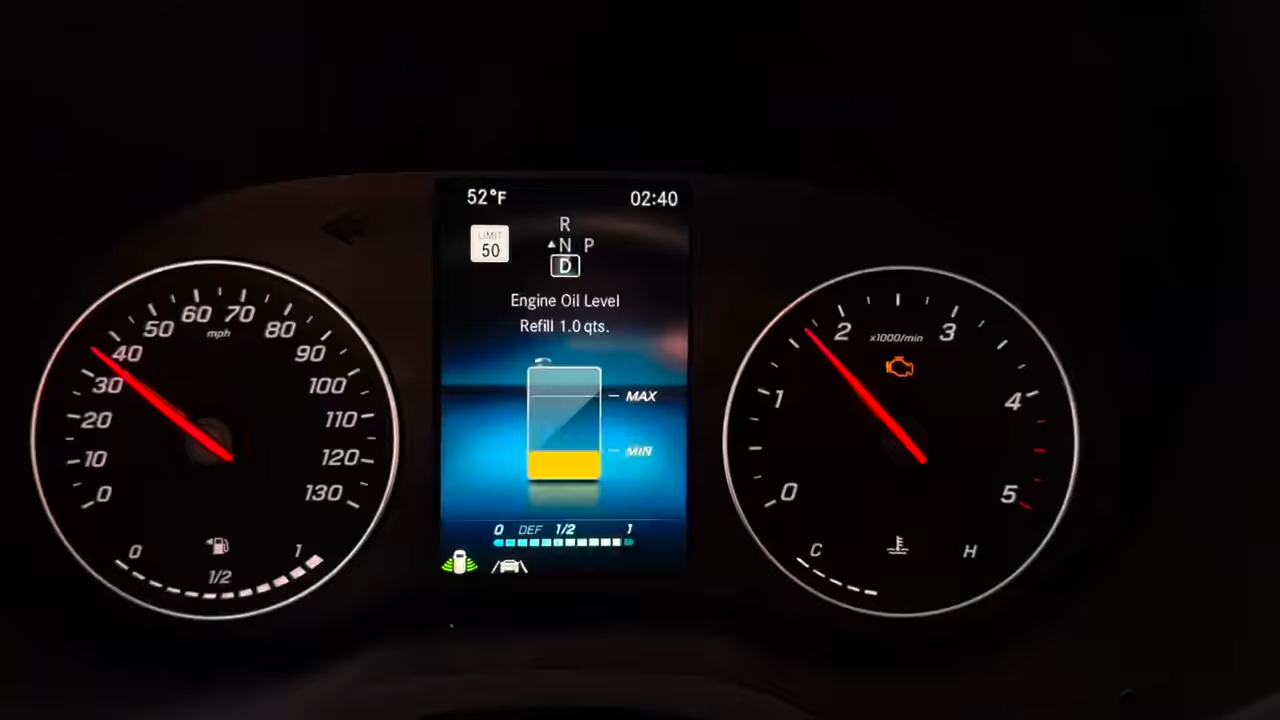 52°F 02:40
LIMIT
50
R
N P
D
Engine Oil Level
Refill 1.0 qts.
MAX
MIN
0 DEF 1/2 1
0
10
20
30
40
50
60
70
80
90
100
110
120
130
mph
0 1/2 1
0
1
2
3
4
5
x1000/min
C H